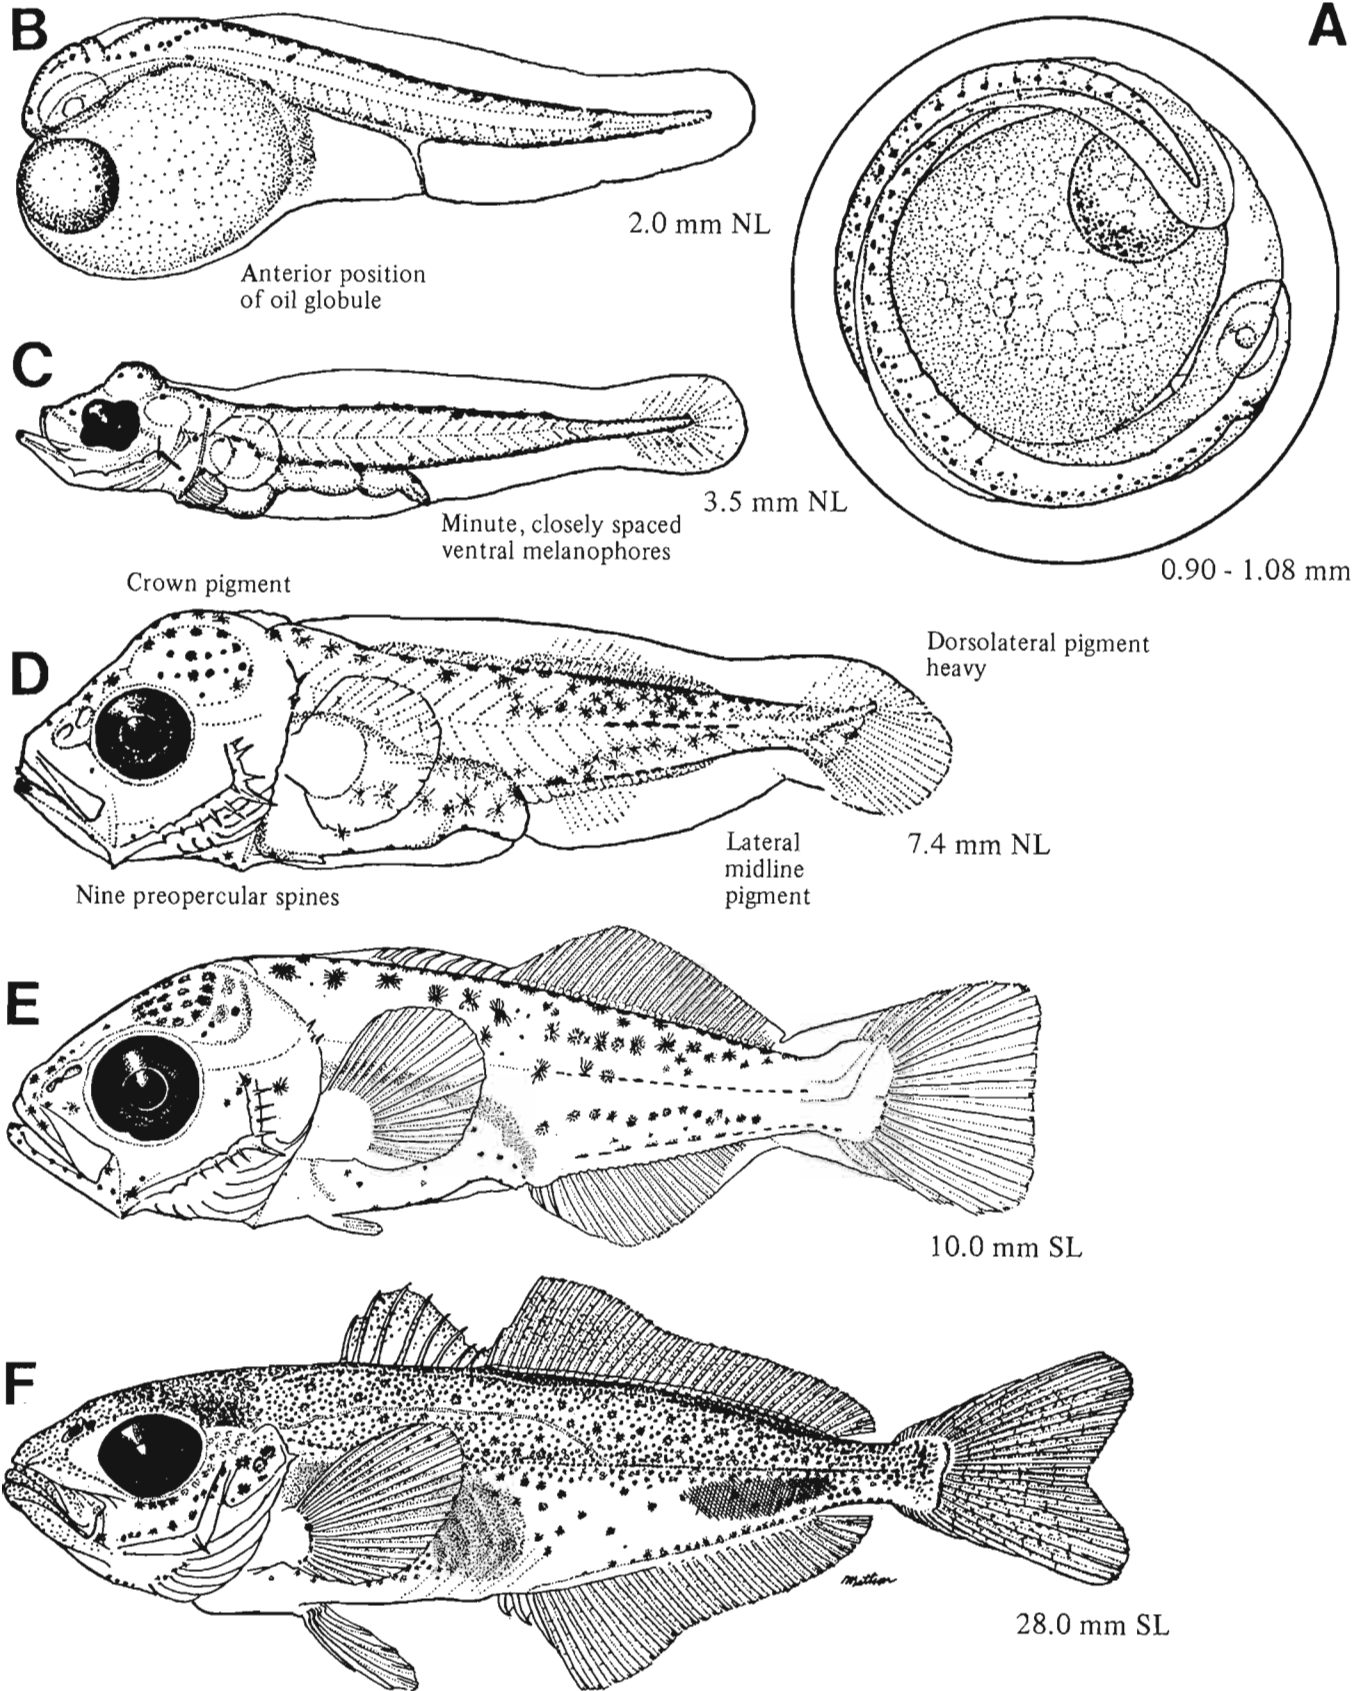 B
A
2.0 mm NL
Anterior position
of oil globule
C
3.5 mm NL
Minute, closely spaced
ventral melanophores
0.90 - 1.08 mm
Crown pigment
D
Dorsolateral pigment
heavy
Lateral
midline
pigment
7.4 mm NL
Nine preopercular spines
E
10.0 mm SL
F
28.0 mm SL